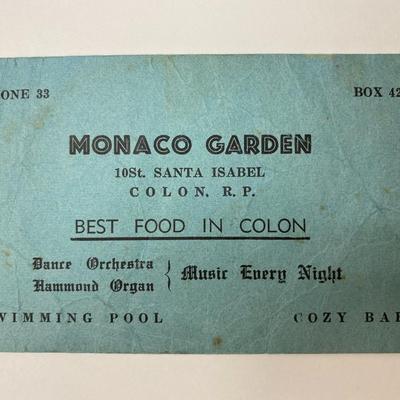 ONE 33 BOX 42
MONACO GARDEN
10St. SANTA ISABEL
COLON, R. P.
BEST FOOD IN COLON
Dance Orchestra
Hammond Organ { Music Every Night
WIMMING POOL COZY BAR